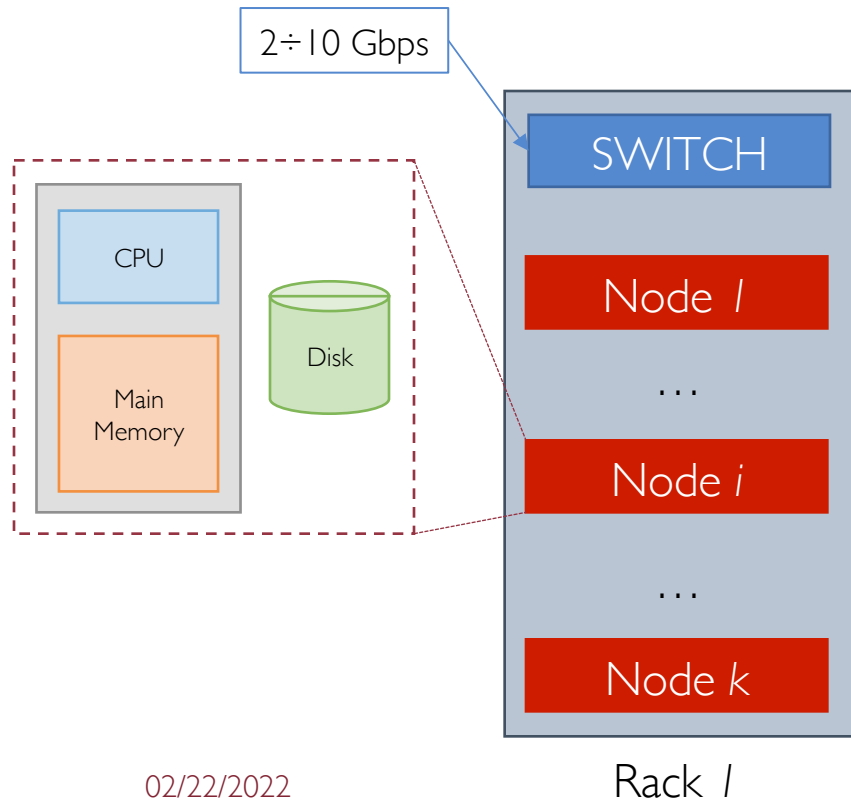 2÷10 Gbps
SWITCH
CPU
Main
Memory
Disk
Node 1
...
Node i
...
Node k
02/22/2022
Rack 1